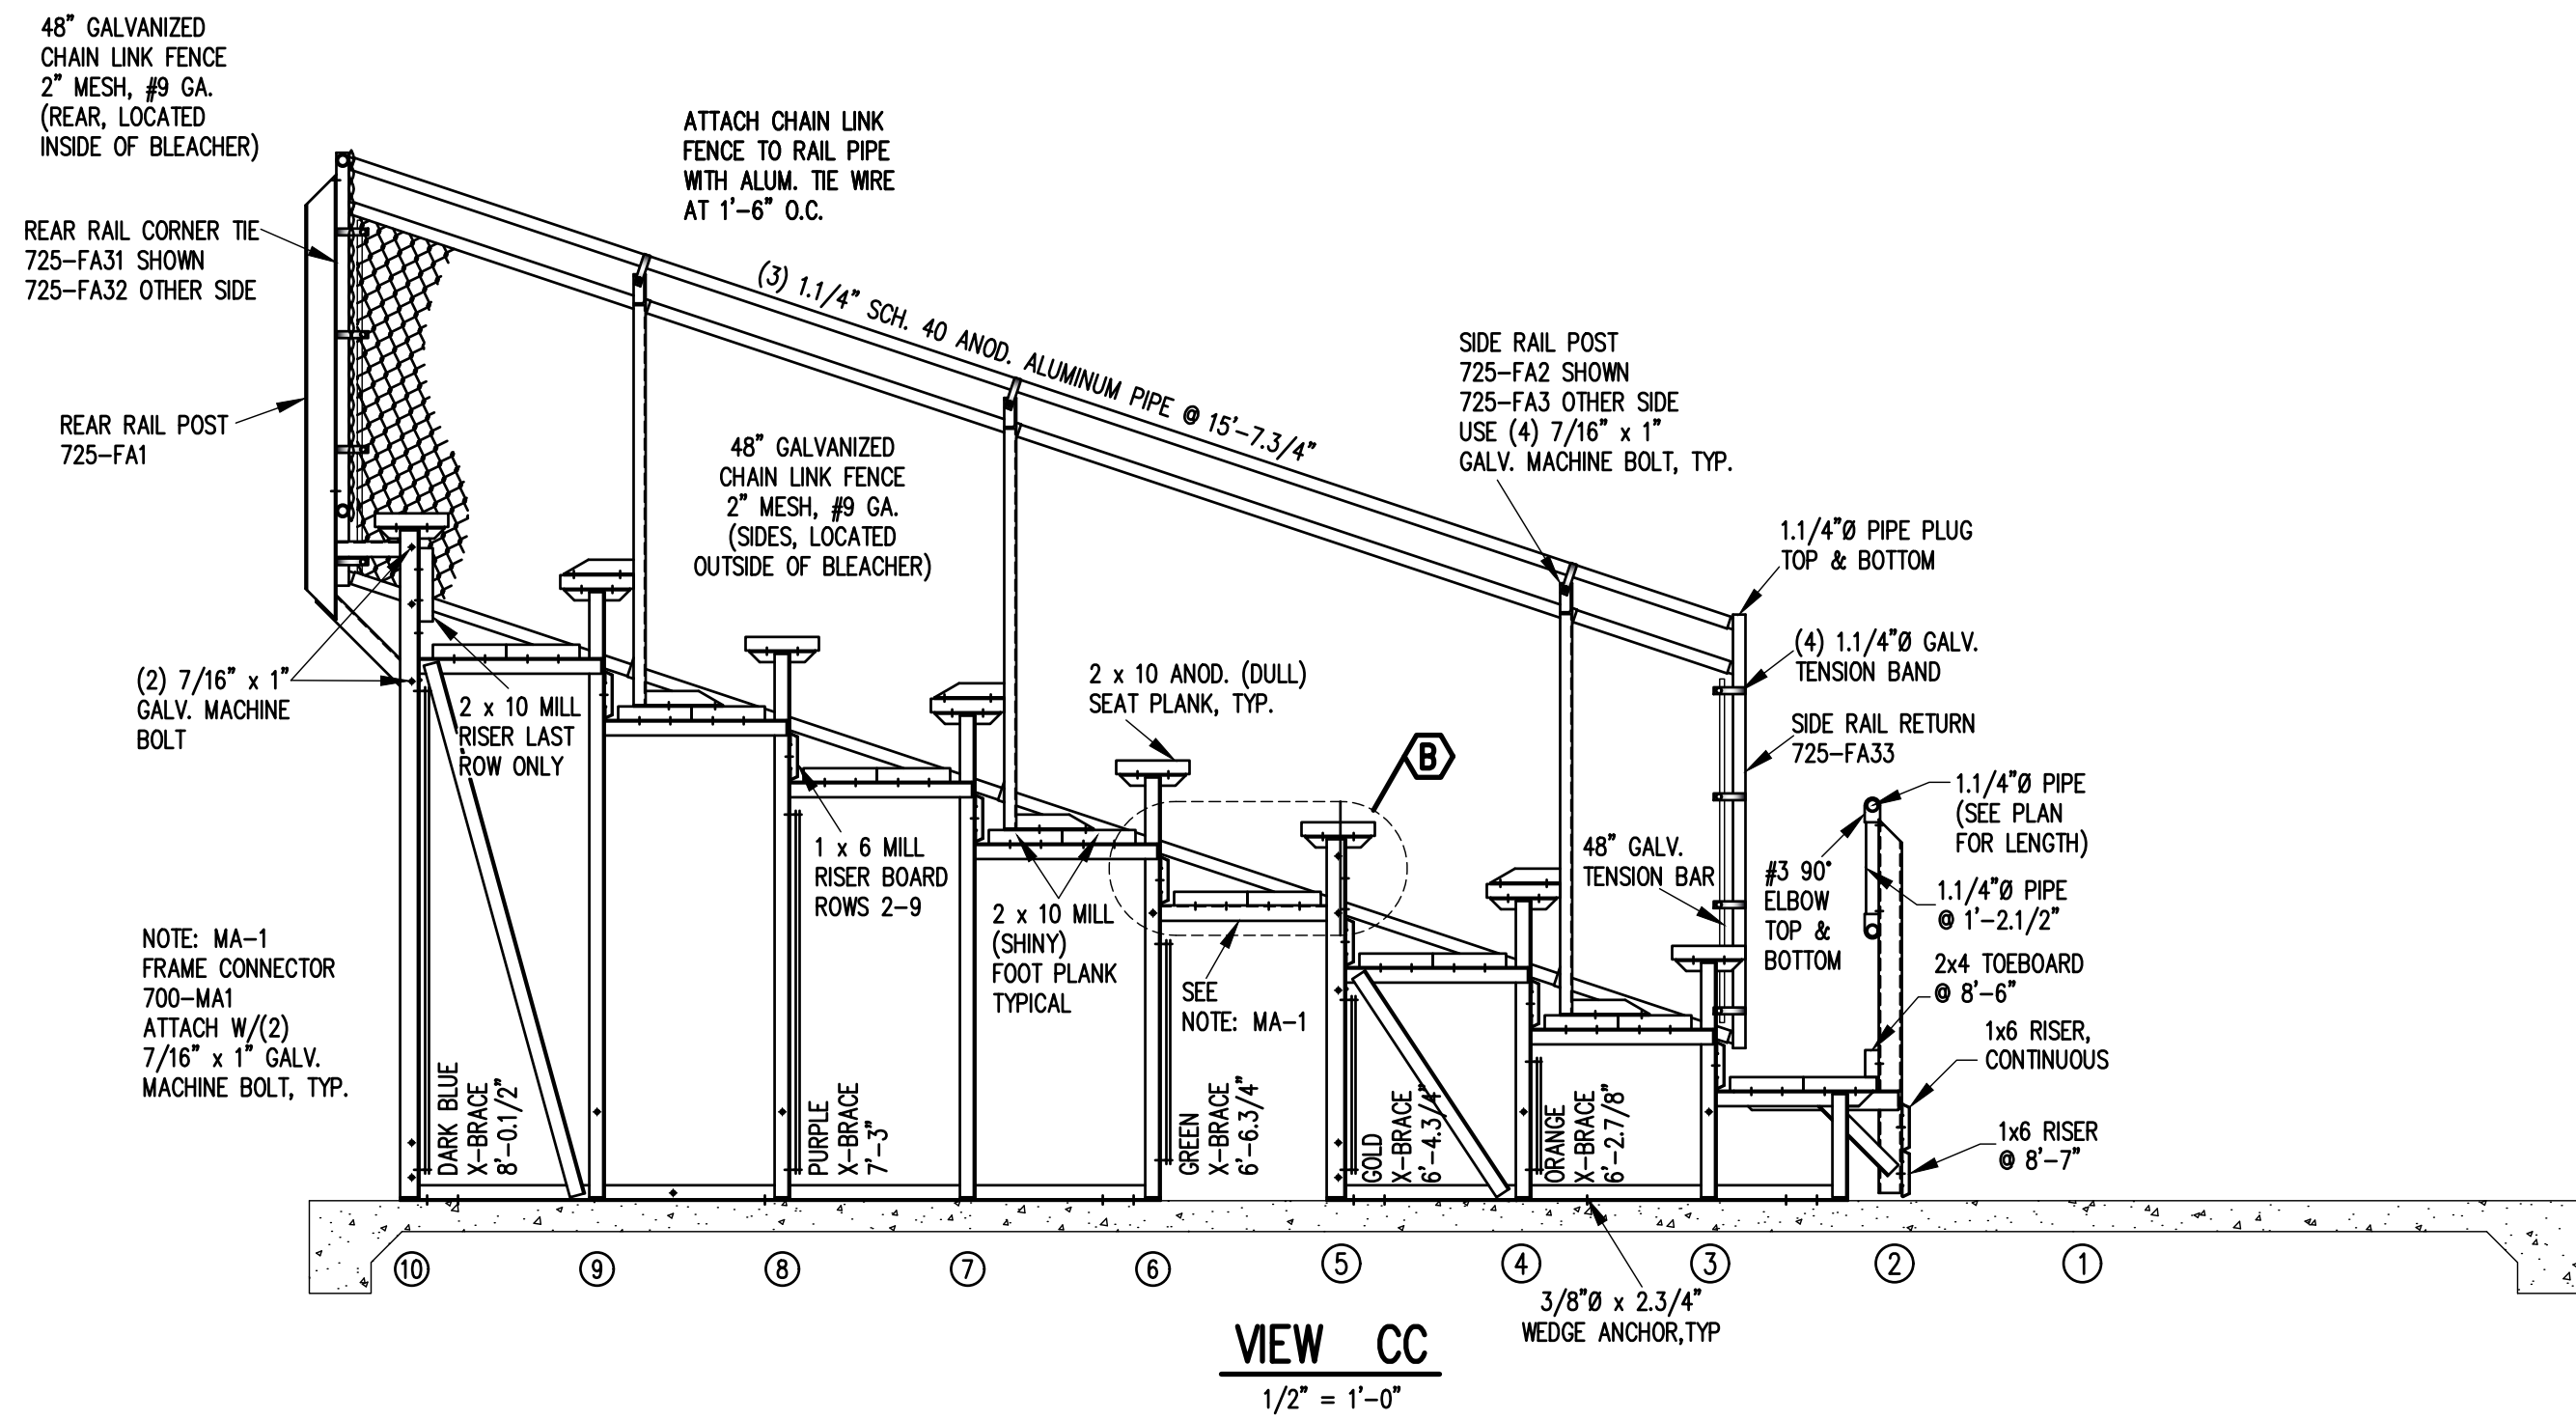 48" GALVANIZED
CHAIN LINK FENCE
2" MESH, #9 GA.
(REAR, LOCATED
INSIDE OF BLEACHER)
ATTACH CHAIN LINK
FENCE TO RAIL PIPE
WITH ALUM. TIE WIRE
AT 1'-6" O.C.
REAR RAIL CORNER TIE
725-FA31 SHOWN
725-FA32 OTHER SIDE
(3) 1.1/4" SCH. 40 ANOD. ALUMINUM PIPE @ 15'-7.3/4"
SIDE RAIL POST
725-FA2 SHOWN
725-FA3 OTHER SIDE
USE (4) 7/16" x 1"
GALV. MACHINE BOLT, TYP.
REAR RAIL POST
725-FA1
48" GALVANIZED
CHAIN LINK FENCE
2" MESH, #9 GA.
(SIDES, LOCATED
OUTSIDE OF BLEACHER)
1.1/4"Ø PIPE PLUG
TOP & BOTTOM
(4) 1.1/4"Ø GALV.
TENSION BAND
(2) 7/16" x 1"
GALV. MACHINE
BOLT
2 x 10 MILL
RISER LAST
ROW ONLY
2 x 10 ANOD. (DULL)
SEAT PLANK, TYP.
B
SIDE RAIL RETURN
725-FA33
1.1/4"Ø PIPE
(SEE PLAN
FOR LENGTH)
1 x 6 MILL
RISER BOARD
ROWS 2-9
48" GALV.
TENSION BAR
#3 90°
ELBOW
TOP &
BOTTOM
1.1/4"Ø PIPE
@ 1'-2.1/2"
2 x 10 MILL
(SHINY)
FOOT PLANK
TYPICAL
SEE
NOTE: MA-1
2x4 TOEBOARD
@ 8'-6"
NOTE: MA-1
FRAME CONNECTOR
700-MA1
ATTACH W/(2)
7/16" x 1" GALV.
MACHINE BOLT, TYP.
1x6 RISER,
CONTINUOUS
1x6 RISER
@ 8'-7"
DARK BLUE
X-BRACE
8'-0.1/2"
PURPLE
X-BRACE
7'-3"
GREEN
X-BRACE
6'-6.3/4"
GOLD
X-BRACE
6'-4.3/4"
ORANGE
X-BRACE
6'-2.7/8"
10 9 8 7 6 5 4 3 2 1
3/8"Ø x 2.3/4"
WEDGE ANCHOR,TYP
VIEW CC
1/2" = 1'-0"